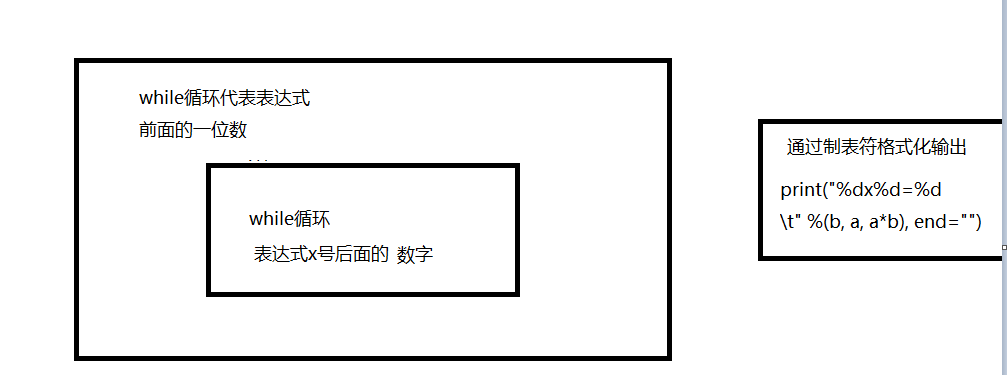 while循环代表表达式
前面的一位数
while循环
表达式x号后面的 数字
通过制表符格式化输出
print("%dx%d=%d
\t" %(b, a, a*b), end="")